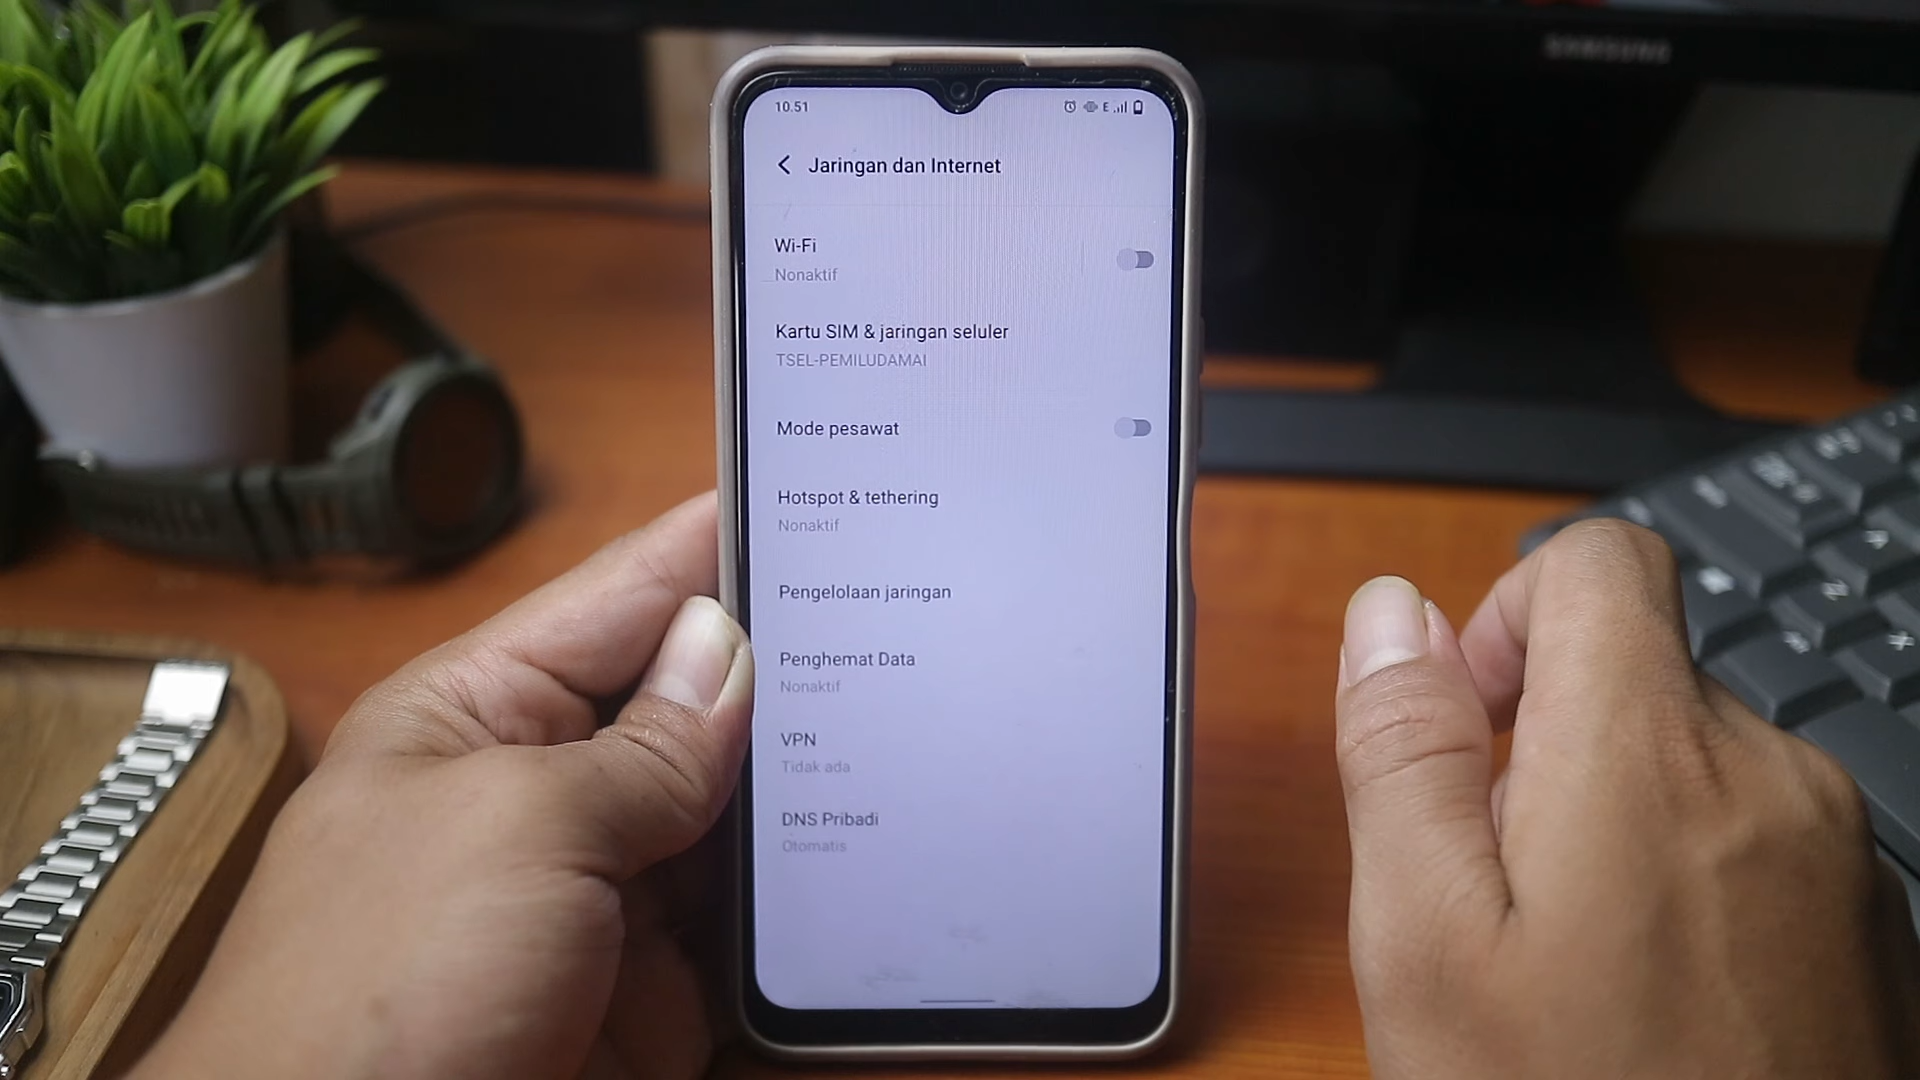 SAMSUNG
10.51
E
Jaringan dan Internet
Wi-Fi
Nonaktif
Kartu SIM & jaringan seluler
TSEL-PEMILUDAMAI
Mode pesawat
Hotspot & tethering
Nonaktif
Pengelolaan jaringan
Penghemat Data
Nonaktif
VPN
Tidak ada
DNS Pribadi
Otomatis